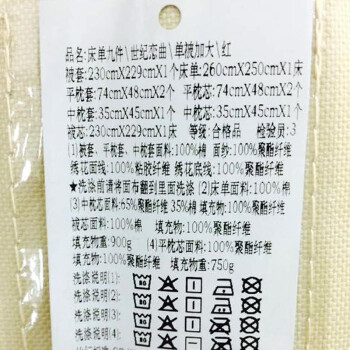 品名:床单九件\世纪恋曲\单被加大\红
被套:230cmX229cmX1个床单:260cmX250cmX1床
平枕套:74cmX48cmX2个 平枕芯:74cmX48cmX2个
中枕套:35cmX45cmX1个 中枕芯:35cmX45cmX1个
被芯:230cmX229cmX1床 等级:合格品 检验员:3
(1)被套、平枕套、中枕套面料:100%棉 面纱:100%聚酯纤维
绣花面线:100%粘胶纤维 绣花底线:100%聚酯纤维
※洗涤前请将面布翻到里面洗涤(2)床单面料:100%棉
(3)中枕芯面料:65%聚酯纤维35%棉 填充物:100%聚酯纤维
被芯面料:100%棉 填充物:100%聚酯纤维
填充物重:900g (4)平枕芯面料:100%聚酯纤维
填充物:100%聚酯纤维 填充物重:750g
洗涤说明(1):
洗涤说明(2):
洗涤说明(3):
洗涤说明(4):